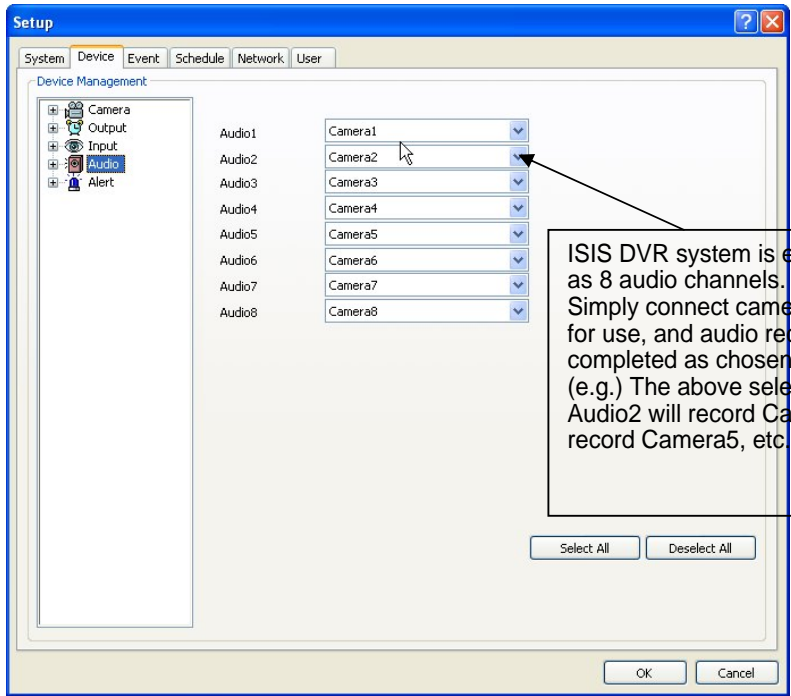 Setup
System Device Event Schedule Network User
Device Management
Camera
Output
Input
Audio
Alert
Audio1 Camera1
Audio2 Camera2
Audio3 Camera3
Audio4 Camera4
Audio5 Camera5
Audio6 Camera6
Audio7 Camera7
Audio8 Camera8
ISIS DVR system is
as 8 audio channels.
Simply connect
for use, and audio
completed as chosen
(e.g.) The above
Audio2 will record
record Camera5, etc.
Select All Deselect All
OK Cancel